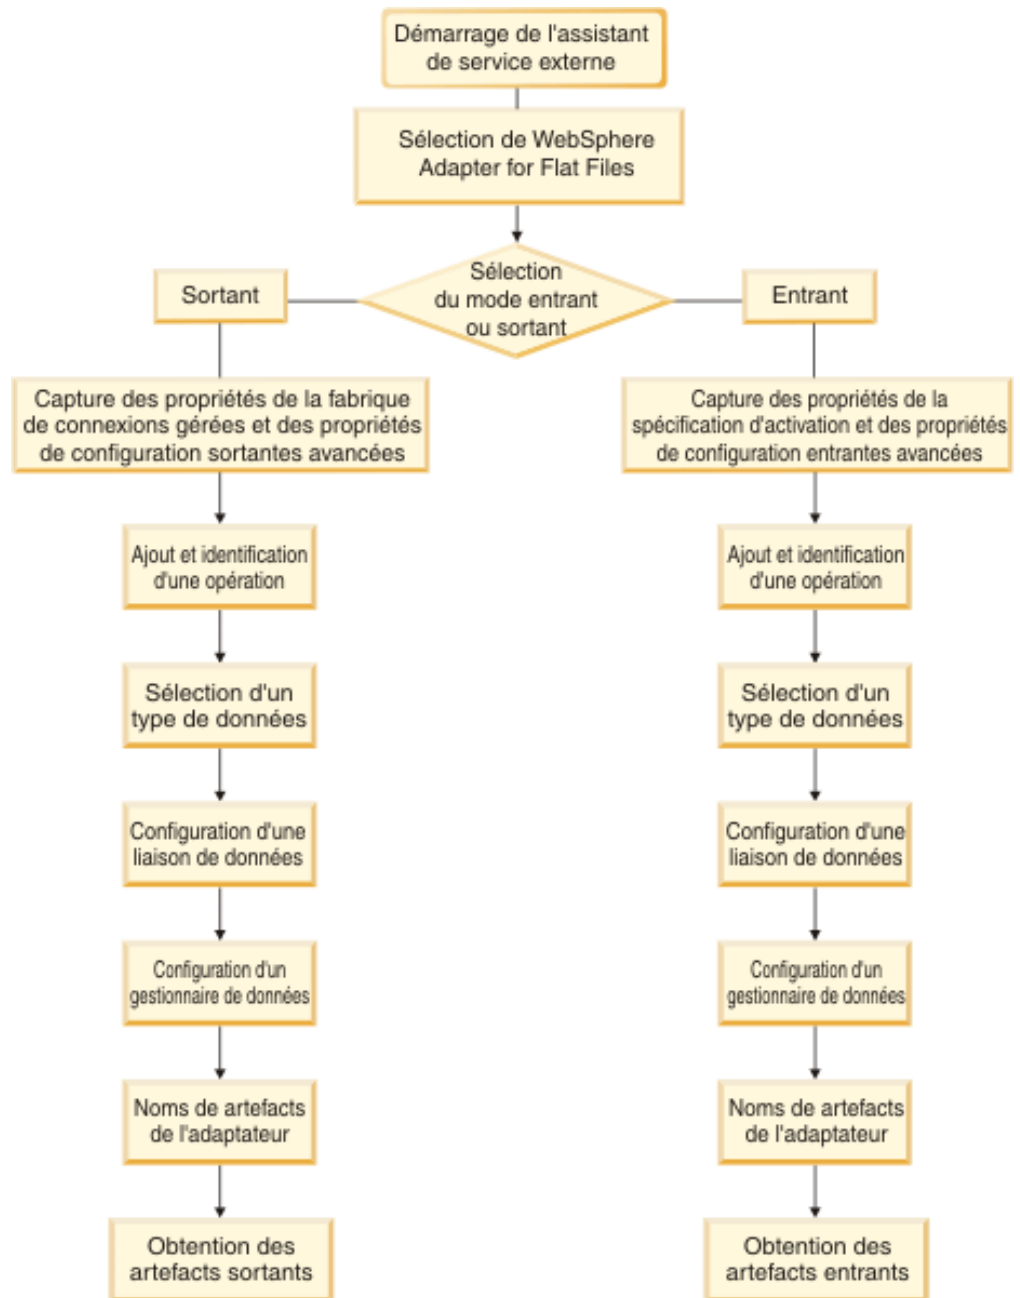 Démarrage de l'assistant
de service externe
Sélection de WebSphere
Adapter for Flat Files
Sélection
du mode entrant
ou sortant
Sortant
Entrant
Capture des propriétés de la fabrique
de connexions gérées et des propriétés
de configuration sortantes avancées
Ajout et identification
d'une opération
Sélection d'un
type de données
Configuration d'une
liaison de données
Configuration d'un
gestionnaire de données
Noms de artefacts
de l'adaptateur
Obtention des
artefacts sortants
Capture des propriétés de la
spécification d'activation et des propriétés
de configuration entrantes avancées
Ajout et identification
d'une opération
Sélection d'un
type de données
Configuration d'une
liaison de données
Configuration d'un
gestionnaire de données
Noms de artefacts
de l'adaptateur
Obtention des
artefacts entrants